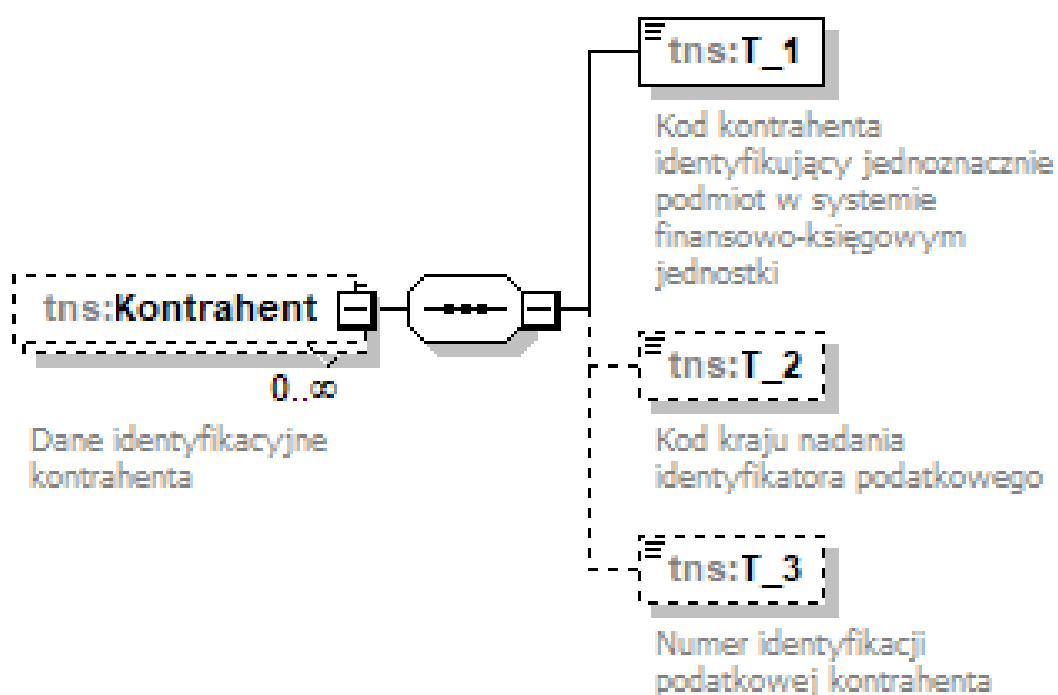 tns:T_1
Kod kontrahenta
identyfikujący jednoznacznie
podmiot w systemie
finansowo-księgowym
jednostki
tns:Kontrahent
0..∞
Dane identyfikacyjne
kontrahenta
tns:T_2
Kod kraju nadania
identyfikatora podatkowego
tns:T_3
Numer identyfikacji
podatkowej kontrahenta